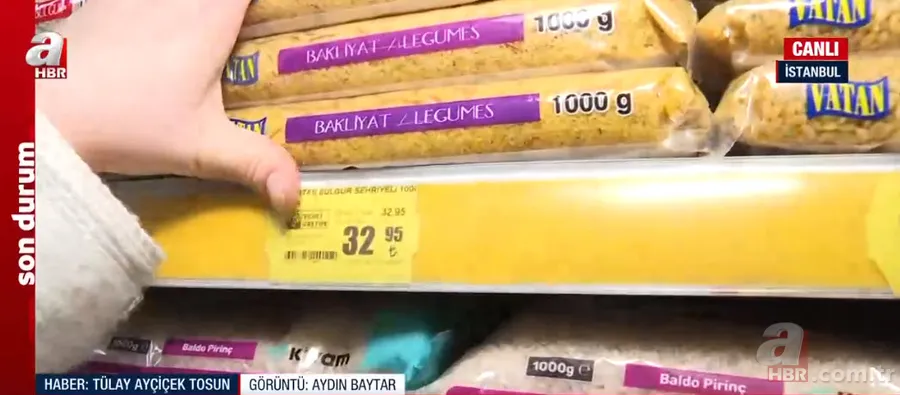 a
HBR
son durum
VATAN
BAKLİYAT LEGUMES
1000 g
VATAN
CANLI
İSTANBUL
BAKLİYAT LEGUMES
1000 g
VATAN
BULGUR ŞEHRİYELİ
32.95
32 95
₺
1000g
Baldo Pirinç
1000g
Baldo Pirinç
HABER: TÜLAY AYÇİÇEK TOSUN
GÖRÜNTÜ: AYDIN BAYTAR
a
HBR.com.tr